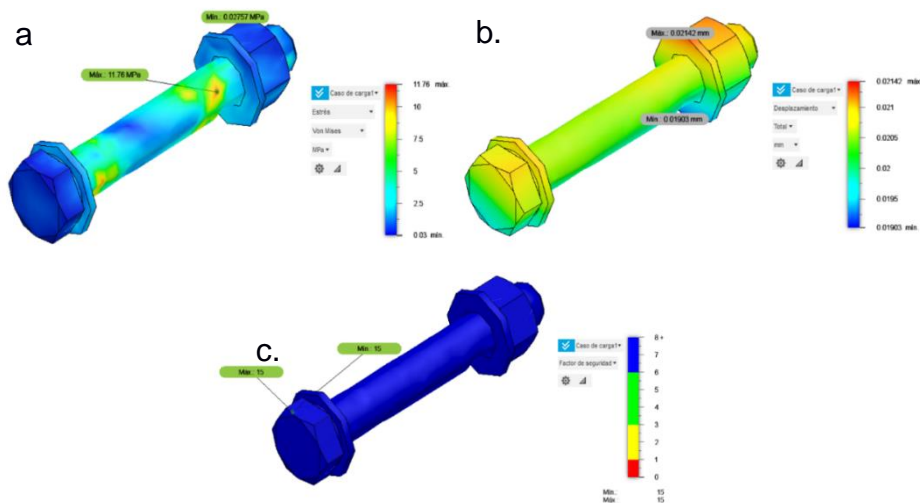 a
Mín.: 0.02757 MPa
Máx.: 11.76 MPa
Caso de carga1
Estrés
Von Mises
MPa
11.76 máx.
10
7.5
5
2.5
0.03 mín.
b.
Máx.: 0.02142 mm
Mín.: 0.01903 mm
Caso de carga1
Desplazamiento
Total
mm
0.02142 máx.
0.021
0.0205
0.02
0.0195
0.01903 mín.
c.
Mín.: 15
Máx.: 15
Caso de carga1
Factor de seguridad
8+
6
5
4
3
2
1
0
Mín.: 15
Máx. 15